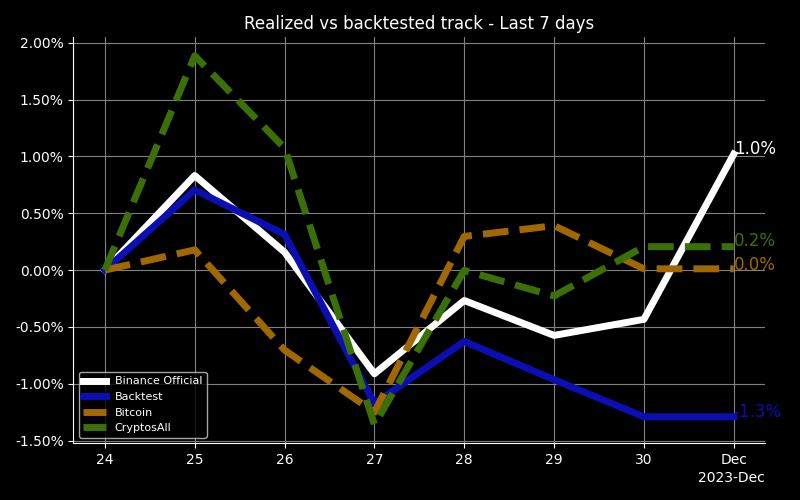 Realized vs backtested track - Last 7 days
2.00%
1.50%
1.00%
0.50%
0.00%
-0.50%
-1.00%
-1.50%
1.0%
0.2%
0.0%
-1.3%
Binance Official
Backtest
Bitcoin
CryptosAll
24 25 26 27 28 29 30 Dec
2023-Dec